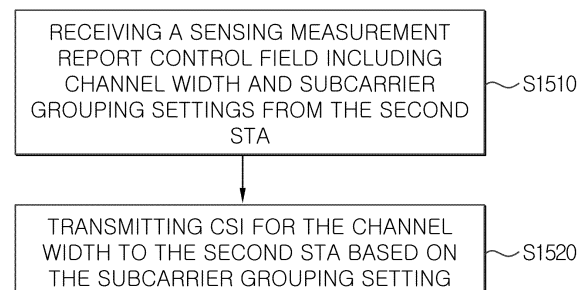 RECEIVING A SENSING MEASUREMENT
REPORT CONTROL FIELD INCLUDING
CHANNEL WIDTH AND SUBCARRIER
GROUPING SETTINGS FROM THE SECOND
STA
S1510
TRANSMITTING CSI FOR THE CHANNEL
WIDTH TO THE SECOND STA BASED ON
THE SUBCARRIER GROUPING SETTING
S1520